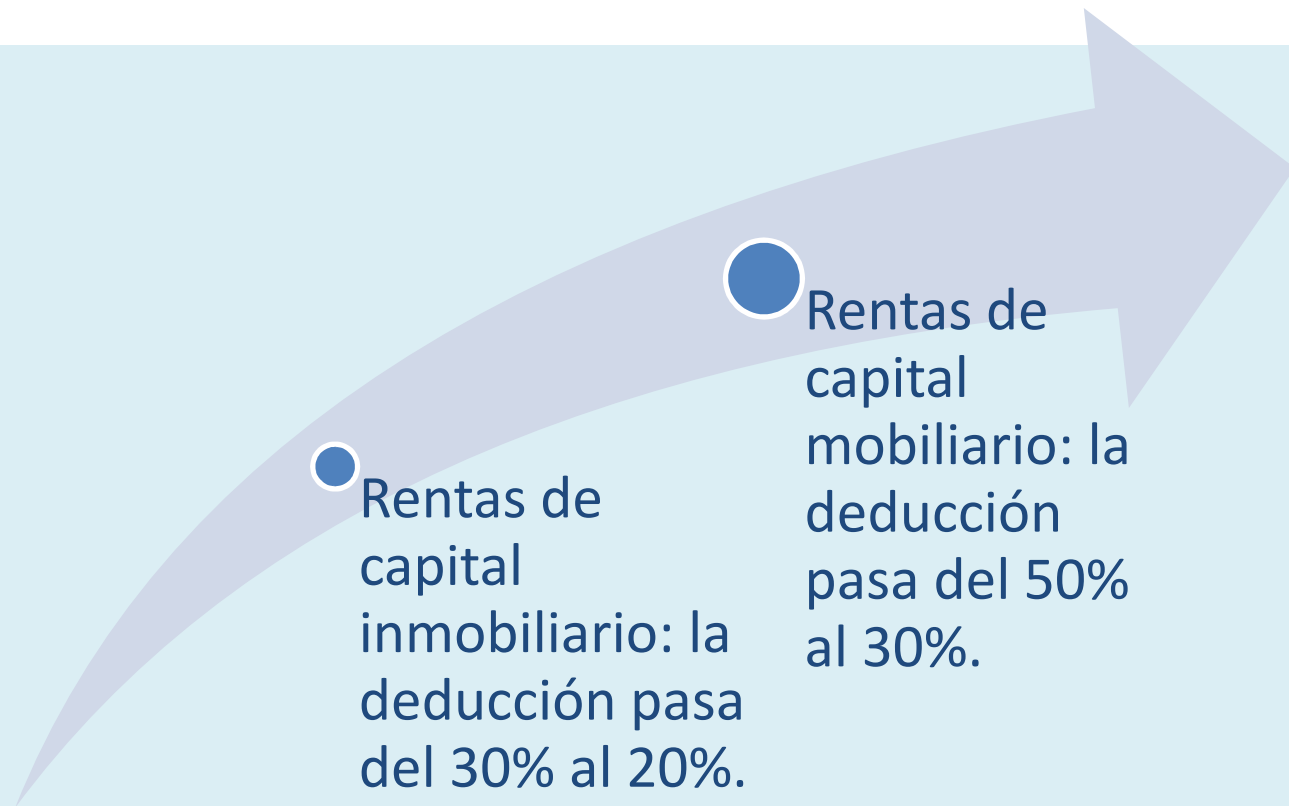 Rentas de
capital
inmobiliario: la
deducción pasa
del 30% al 20%.
Rentas de
capital
mobiliario: la
deducción
pasa del 50%
al 30%.